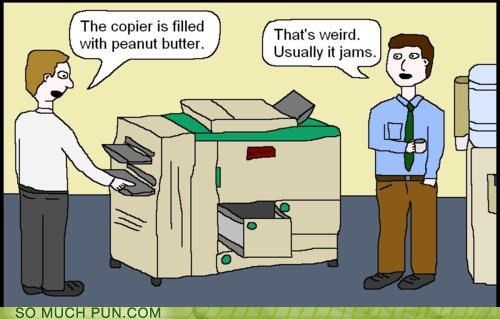 The copier is filled
with peanut butter.
That's weird.
Usually it jams.
SO MUCH PUN.COM